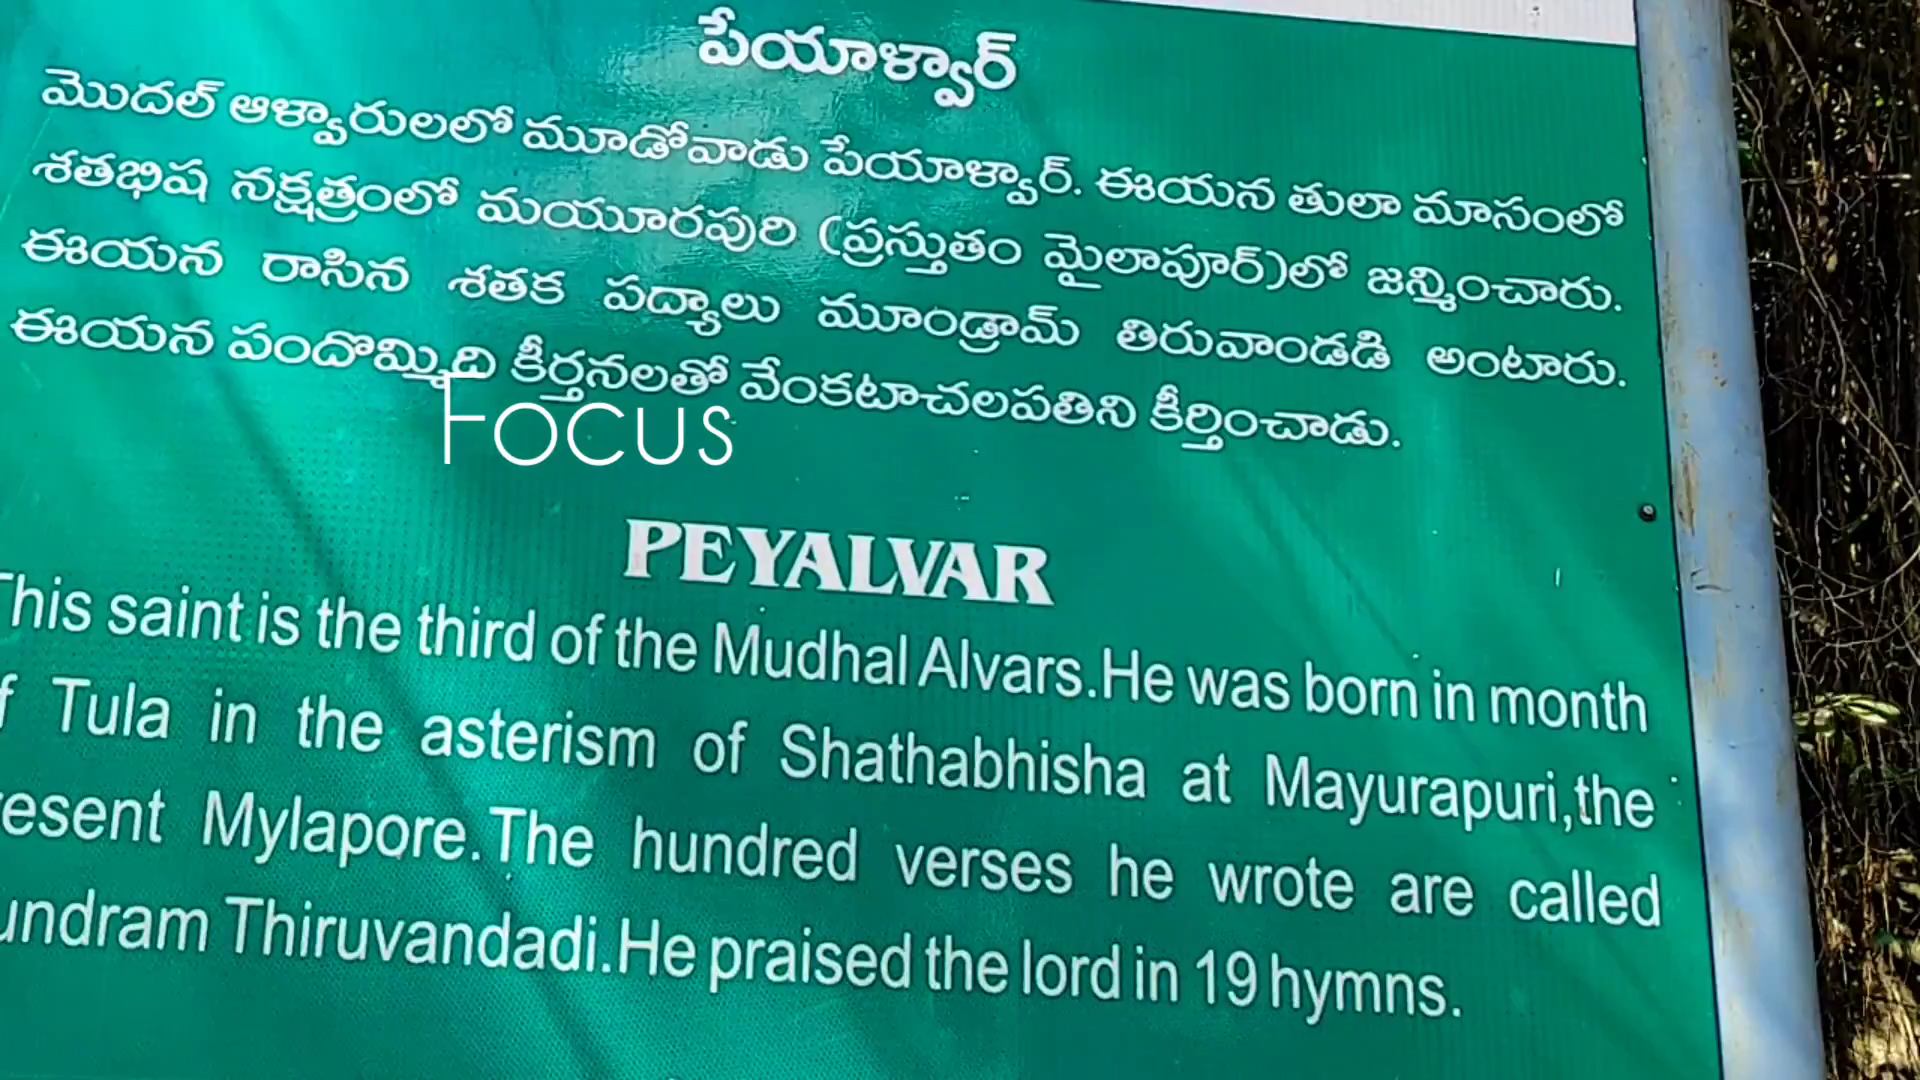 పేయాళ్వార్
మొదల్ ఆళ్వారులలో మూడోవాడు పేయాళ్వార్. ఈయన తులా మాసంలో
శతభిష నక్షత్రంలో మయూరపురి (ప్రస్తుతం మైలాపూర్)లో జన్మించారు.
ఈయన రాసిన శతక పద్యాలు మూండ్రామ్ తిరువాండడి అంటారు.
ఈయన పందొమ్మిది కీర్తనలతో వేంకటాచలపతిని కీర్తించాడు.
FOCUS
PEYALVAR
This saint is the third of the Mudhal Alvars.He was born in month
f Tula in the asterism of Shathabhisha at Mayurapuri,the
resent Mylapore.The hundred verses he wrote are called
undram Thiruvandadi.He praised the lord in 19 hymns.